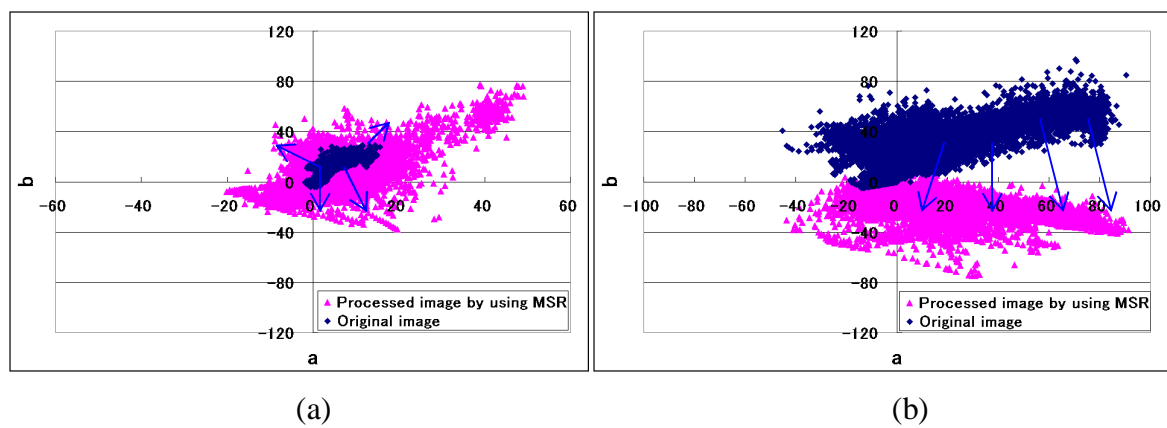 120
80
40
0
-40
-80
-120
-60 -40 -20 0 20 40 60
b
a
▲ Processed image by using MSR
◆ Original image
(a)
120
80
40
0
-40
-80
-120
-100 -80 -60 -40 -20 0 20 40 60 80 100
b
a
▲ Processed image by using MSR
◆ Original image
(b)